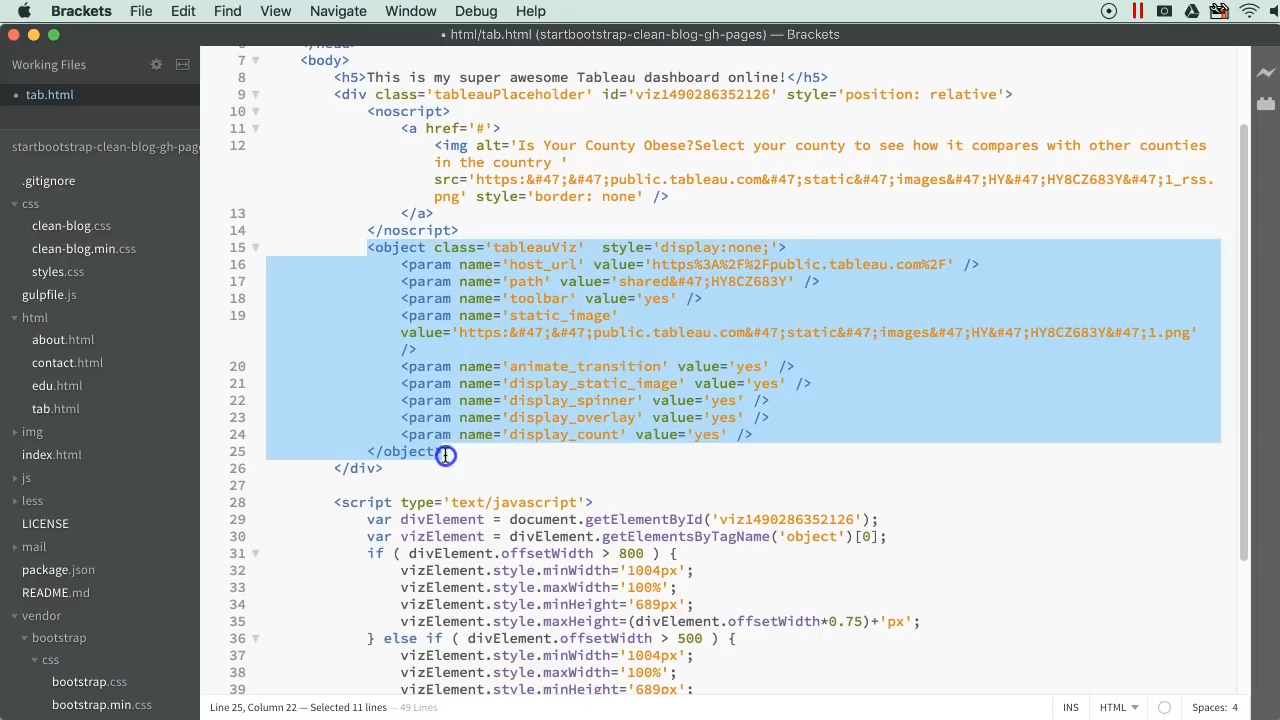 Brackets File Edit Find View Navigate Window Debug Help
• html/tab.html (startbootstrap-clean-blog-gh-pages) — Brackets
Working Files
• tab.html
startbootstrap-clean-blog-gh-page
.gitignore
css
clean-blog.css
clean-blog.min.css
styles.css
gulpfile.js
html
about.html
contact.html
edu.html
tab.html
img
index.html
js
less
LICENSE
mail
package.json
README.md
vendor
bootstrap
css
bootstrap.css
bootstrap.min.css
7 <body>
8 <h5>This is my super awesome Tableau dashboard online!</h5>
9 <div class='tableauPlaceholder' id='viz1490286352126' style='position: relative'>
10 <noscript>
11 <a href='#'>
12 <img alt='Is Your County Obese?Select your county to see how it compares with other counties
in the country '
src='https:&#47;&#47;public.tableau.com&#47;static&#47;images&#47;HY&#47;HY8CZ683Y&#47;1_rss.
png' style='border: none' />
13 </a>
14 </noscript>
15 <object class='tableauViz'  style='display:none;'>
16 <param name='host_url' value='https%3A%2F%2Fpublic.tableau.com%2F' />
17 <param name='path' value='shared&#47;HY8CZ683Y' />
18 <param name='toolbar' value='yes' />
19 <param name='static_image'
value='https:&#47;&#47;public.tableau.com&#47;static&#47;images&#47;HY&#47;HY8CZ683Y&#47;1.png'
/>
20 <param name='animate_transition' value='yes' />
21 <param name='display_static_image' value='yes' />
22 <param name='display_spinner' value='yes' />
23 <param name='display_overlay' value='yes' />
24 <param name='display_count' value='yes' />
25 </object>
26 </div>
27
28 <script type='text/javascript'>
29 var divElement = document.getElementById('viz1490286352126');
30 var vizElement = divElement.getElementsByTagName('object')[0];
31 if ( divElement.offsetWidth > 800 ) {
32 vizElement.style.minWidth='1004px';
33 vizElement.style.maxWidth='100%';
34 vizElement.style.minHeight='689px';
35 vizElement.style.maxHeight=(divElement.offsetWidth*0.75)+'px';
36 } else if ( divElement.offsetWidth > 500 ) {
37 vizElement.style.minWidth='1004px';
38 vizElement.style.maxWidth='100%';
39 vizElement.style.minHeight='689px';
Line 25, Column 22 — Selected 11 lines — 49 Lines
INS HTML Spaces: 4